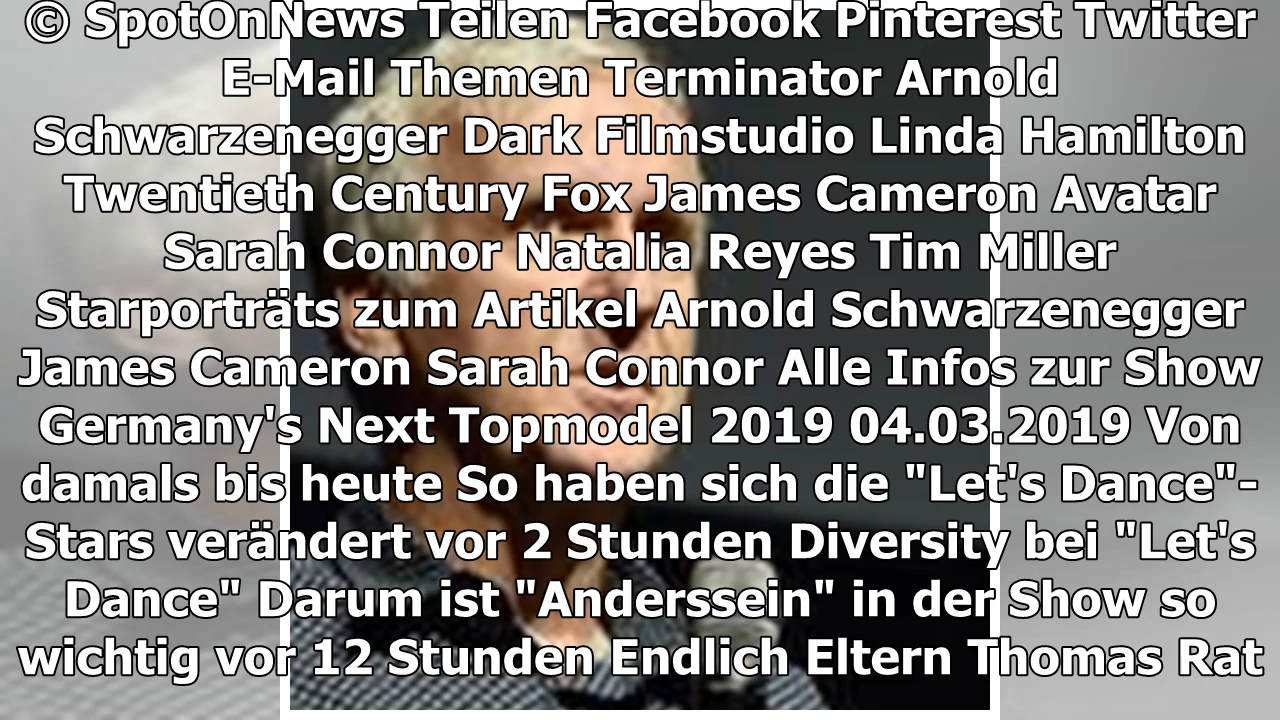 © SpotOnNews Teilen Facebook Pinterest Twitter
E-Mail Themen Terminator Arnold
Schwarzenegger Dark Filmstudio Linda Hamilton
Twentieth Century Fox James Cameron Avatar
Sarah Connor Natalia Reyes Tim Miller
Starporträts zum Artikel Arnold Schwarzenegger
James Cameron Sarah Connor Alle Infos zur Show
Germany's Next Topmodel 2019 04.03.2019 Von
damals bis heute So haben sich die "Let's Dance"-
Stars verändert vor 2 Stunden Diversity bei "Let's
Dance" Darum ist "Anderssein" in der Show so
wichtig vor 12 Stunden Endlich Eltern Thomas Rat